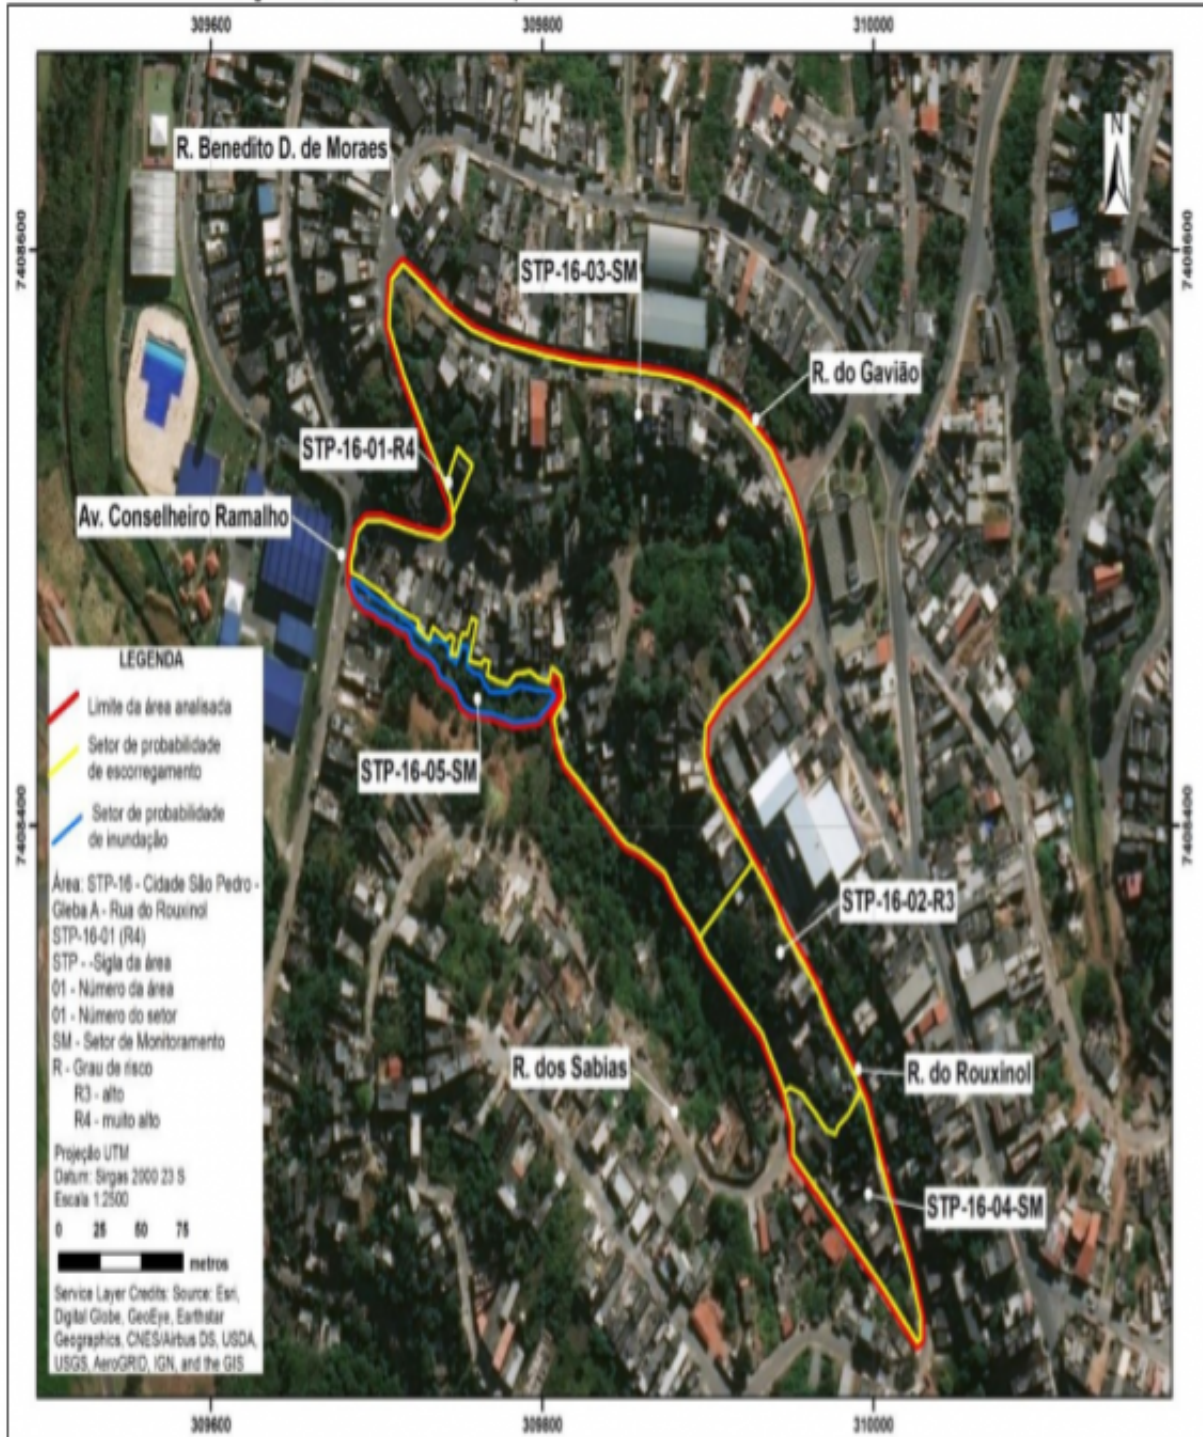 309600
309800
310000
R. Benedito D. de Moraes
7408600
7408600
STP-16-03-SM
R. do Gavião
STP-16-01-R4
Av. Conselheiro Ramalho
STP-16-05-SM
7408400
7408400
STP-16-02-R3
R. dos Sabias
R. do Rouxinol
STP-16-04-SM
N
LEGENDA
Limite da área analisada
Setor de probabilidade
de escorregamento
Setor de probabilidade
de inundação
Área: STP-16 - Cidade São Pedro -
Gleba A - Rua do Rouxinol
STP-16-01 (R4)
STP - -Sigla da área
01 - Número da área
01 - Número do setor
SM - Setor de Monitoramento
R - Grau de risco
R3 - alto
R4 - muito alto
Projeção UTM
Datum: Sirgas 2000 23 S
Escala 1:2500
0 25 50 75
metros
Service Layer Credits: Source: Esri,
Digital Globe, GeoEye, Earthstar
Geographics, CNES/Airbus DS, USDA,
USGS, AeroGRID, IGN, and the GIS
309600
309800
310000